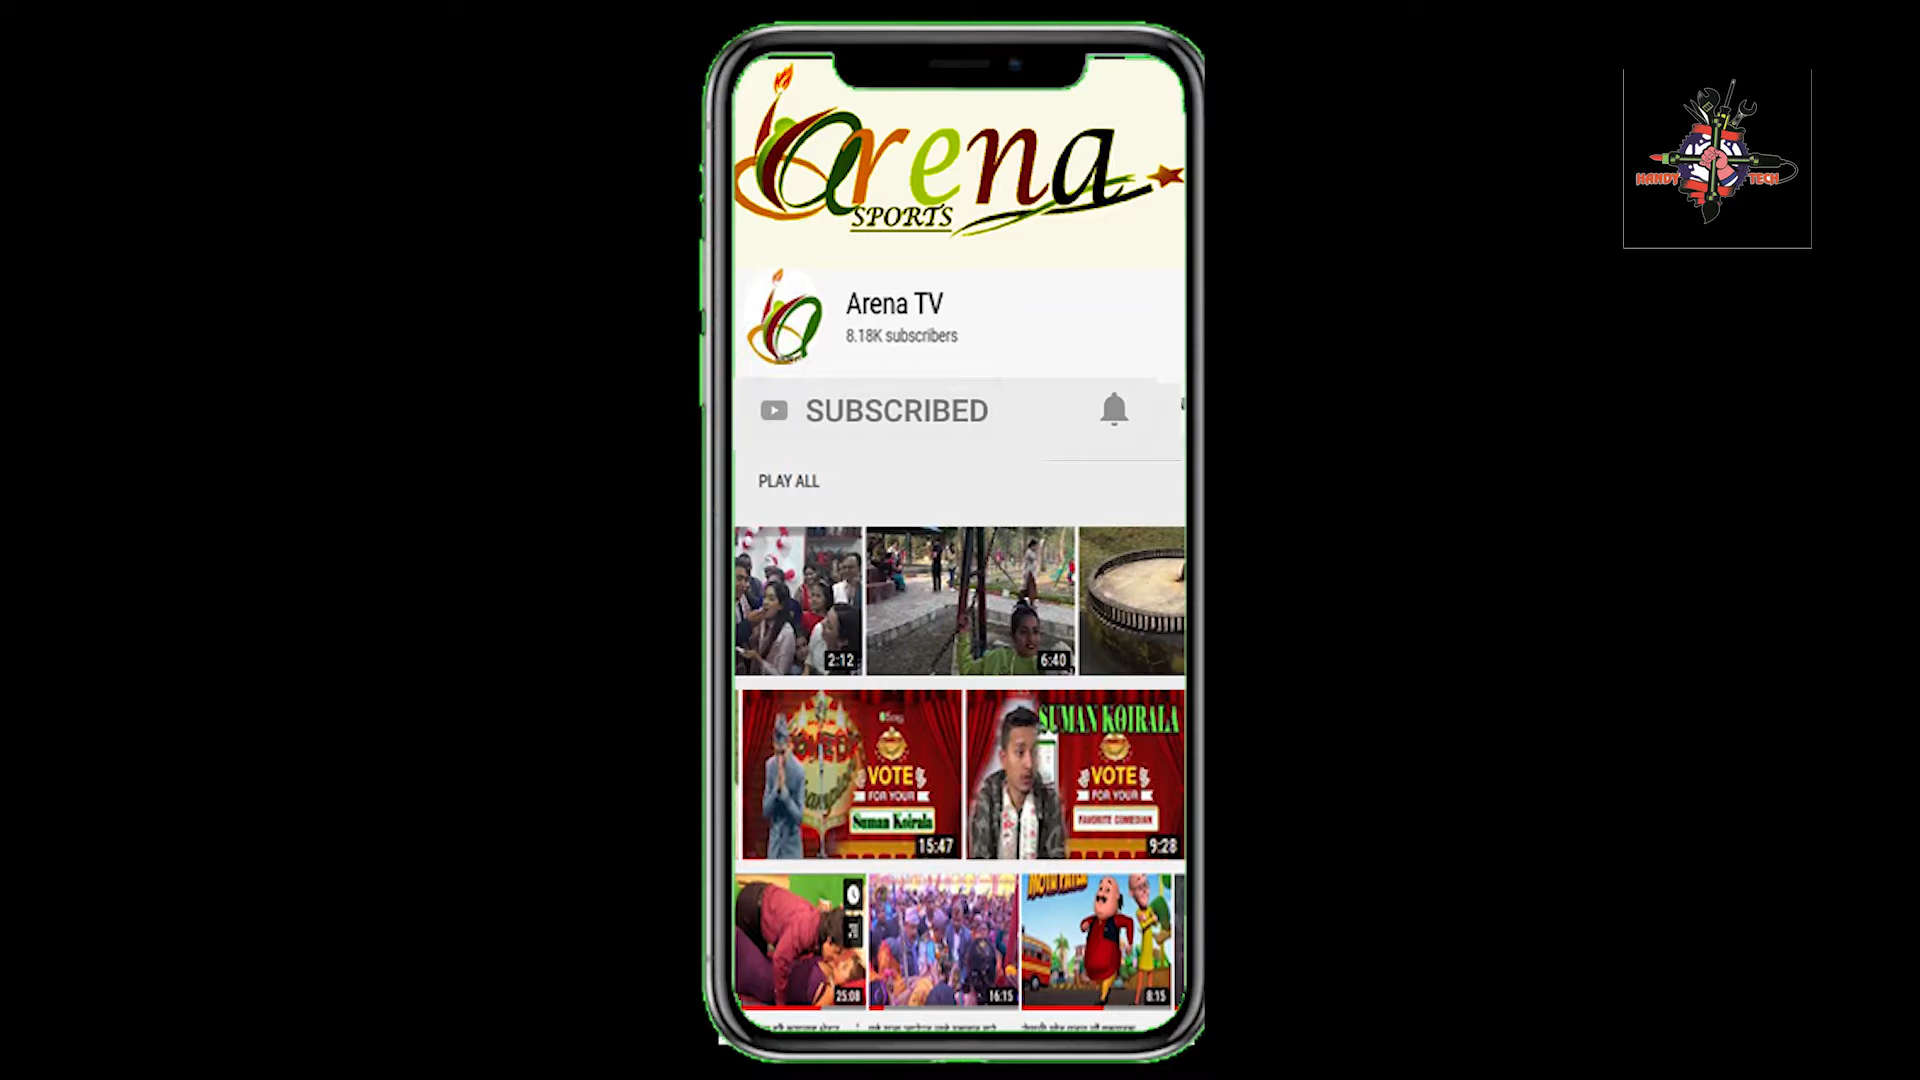 arena
SPORTS
HANDY TECH
Arena TV
8.18K subscribers
SUBSCRIBED
PLAY ALL
2:12
6:40
SUMAN KOIRALA
VOTE
FOR YOUR
Suman Koirala
15:47
VOTE
FOR YOUR
FAVORITE COMEDIAN
9:28
25:08
16:15
8:15